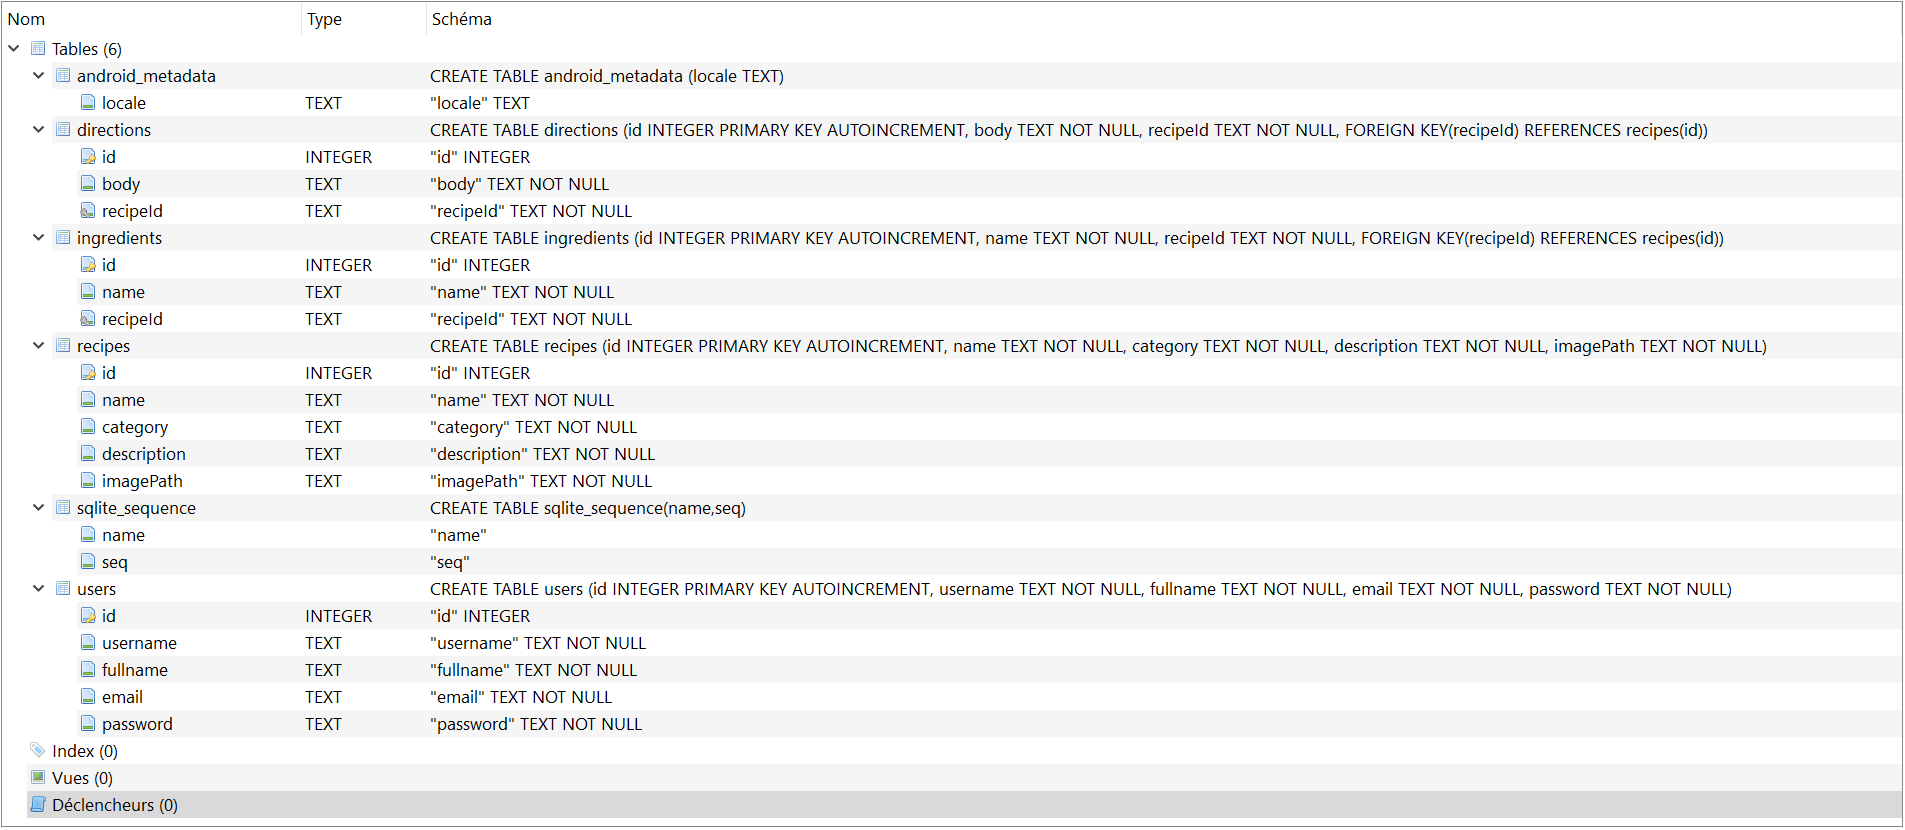 Nom Type Schéma
Tables (6)
android_metadata CREATE TABLE android_metadata (locale TEXT)
locale TEXT "locale" TEXT
directions CREATE TABLE directions (id INTEGER PRIMARY KEY AUTOINCREMENT, body TEXT NOT NULL, recipeId TEXT NOT NULL, FOREIGN KEY(recipeId) REFERENCES recipes(id))
id INTEGER "id" INTEGER
body TEXT "body" TEXT NOT NULL
recipeId TEXT "recipeId" TEXT NOT NULL
ingredients CREATE TABLE ingredients (id INTEGER PRIMARY KEY AUTOINCREMENT, name TEXT NOT NULL, recipeId TEXT NOT NULL, FOREIGN KEY(recipeId) REFERENCES recipes(id))
id INTEGER "id" INTEGER
name TEXT "name" TEXT NOT NULL
recipeId TEXT "recipeId" TEXT NOT NULL
recipes CREATE TABLE recipes (id INTEGER PRIMARY KEY AUTOINCREMENT, name TEXT NOT NULL, category TEXT NOT NULL, description TEXT NOT NULL, imagePath TEXT NOT NULL)
id INTEGER "id" INTEGER
name TEXT "name" TEXT NOT NULL
category TEXT "category" TEXT NOT NULL
description TEXT "description" TEXT NOT NULL
imagePath TEXT "imagePath" TEXT NOT NULL
sqlite_sequence CREATE TABLE sqlite_sequence(name,seq)
name "name"
seq "seq"
users CREATE TABLE users (id INTEGER PRIMARY KEY AUTOINCREMENT, username TEXT NOT NULL, fullname TEXT NOT NULL, email TEXT NOT NULL, password TEXT NOT NULL)
id INTEGER "id" INTEGER
username TEXT "username" TEXT NOT NULL
fullname TEXT "fullname" TEXT NOT NULL
email TEXT "email" TEXT NOT NULL
password TEXT "password" TEXT NOT NULL
Index (0)
Vues (0)
Déclencheurs (0)